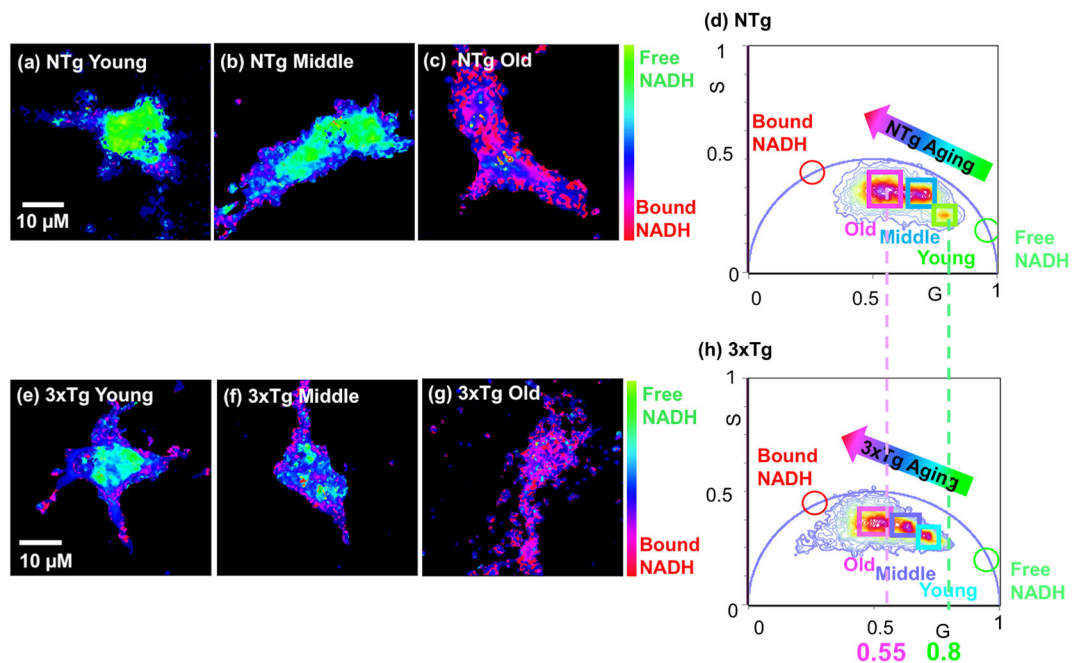 (a) NTg Young
10 µM
(b) NTg Middle
(c) NTg Old
Free
NADH
Bound
NADH
(d) NTg
1
S
0.5
0
Bound
NADH
NTg Aging
Old
Middle
Young
Free
NADH
0
0.5
G
1
(e) 3xTg Young
10 µM
(f) 3xTg Middle
(g) 3xTg Old
Free
NADH
Bound
NADH
(h) 3xTg
1
S
0.5
0
Bound
NADH
3xTg Aging
Old
Middle
Young
Free
NADH
0
0.5
G
1
0.55
0.8